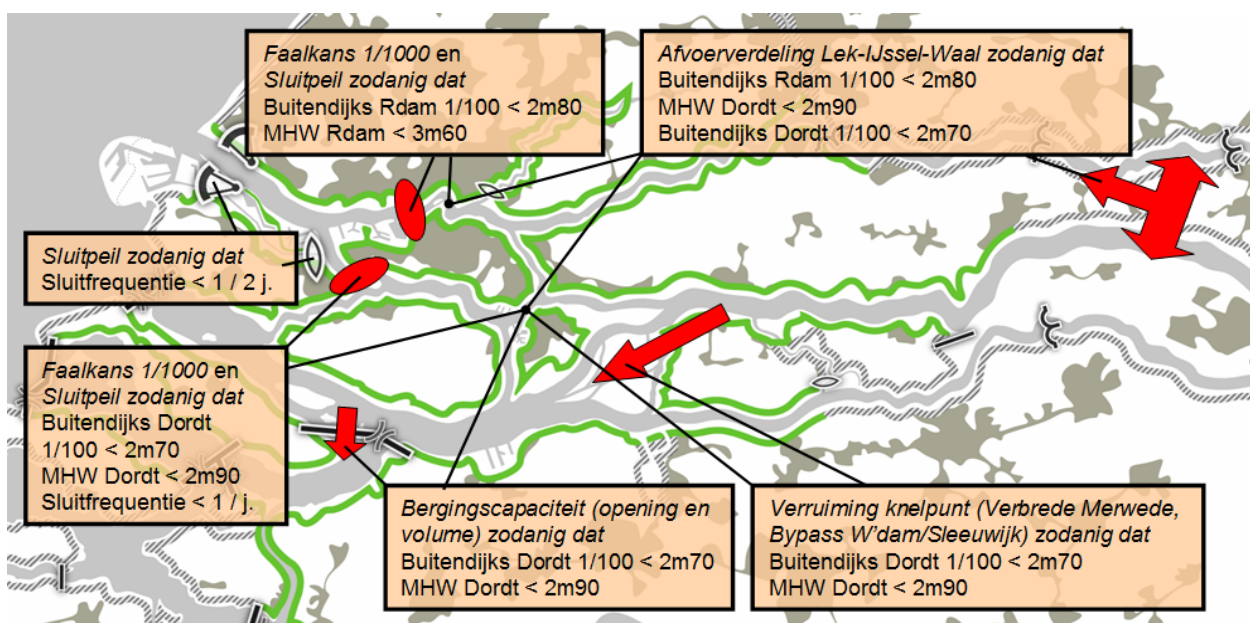 Faalkans 1/1000 en
Sluitpeil zodanig dat
Buitendijks Rdam 1/100 < 2m80
MHW Rdam < 3m60
Afvoerverdeling Lek-IJssel-Waal zodanig dat
Buitendijks Rdam 1/100 < 2m80
MHW Dordt < 2m90
Buitendijks Dordt 1/100 < 2m70
Sluitpeil zodanig dat
Sluitfrequentie < 1 / 2 j.
Faalkans 1/1000 en
Sluitpeil zodanig dat
Buitendijks Dordt
1/100 < 2m70
MHW Dordt < 2m90
Sluitfrequentie < 1 / j.
Bergingscapaciteit (opening en
volume) zodanig dat
Buitendijks Dordt 1/100 < 2m70
MHW Dordt < 2m90
Verruiming knelpunt (Verbrede Merwede,
Bypass W'dam/Sleeuwijk) zodanig dat
Buitendijks Dordt 1/100 < 2m70
MHW Dordt < 2m90